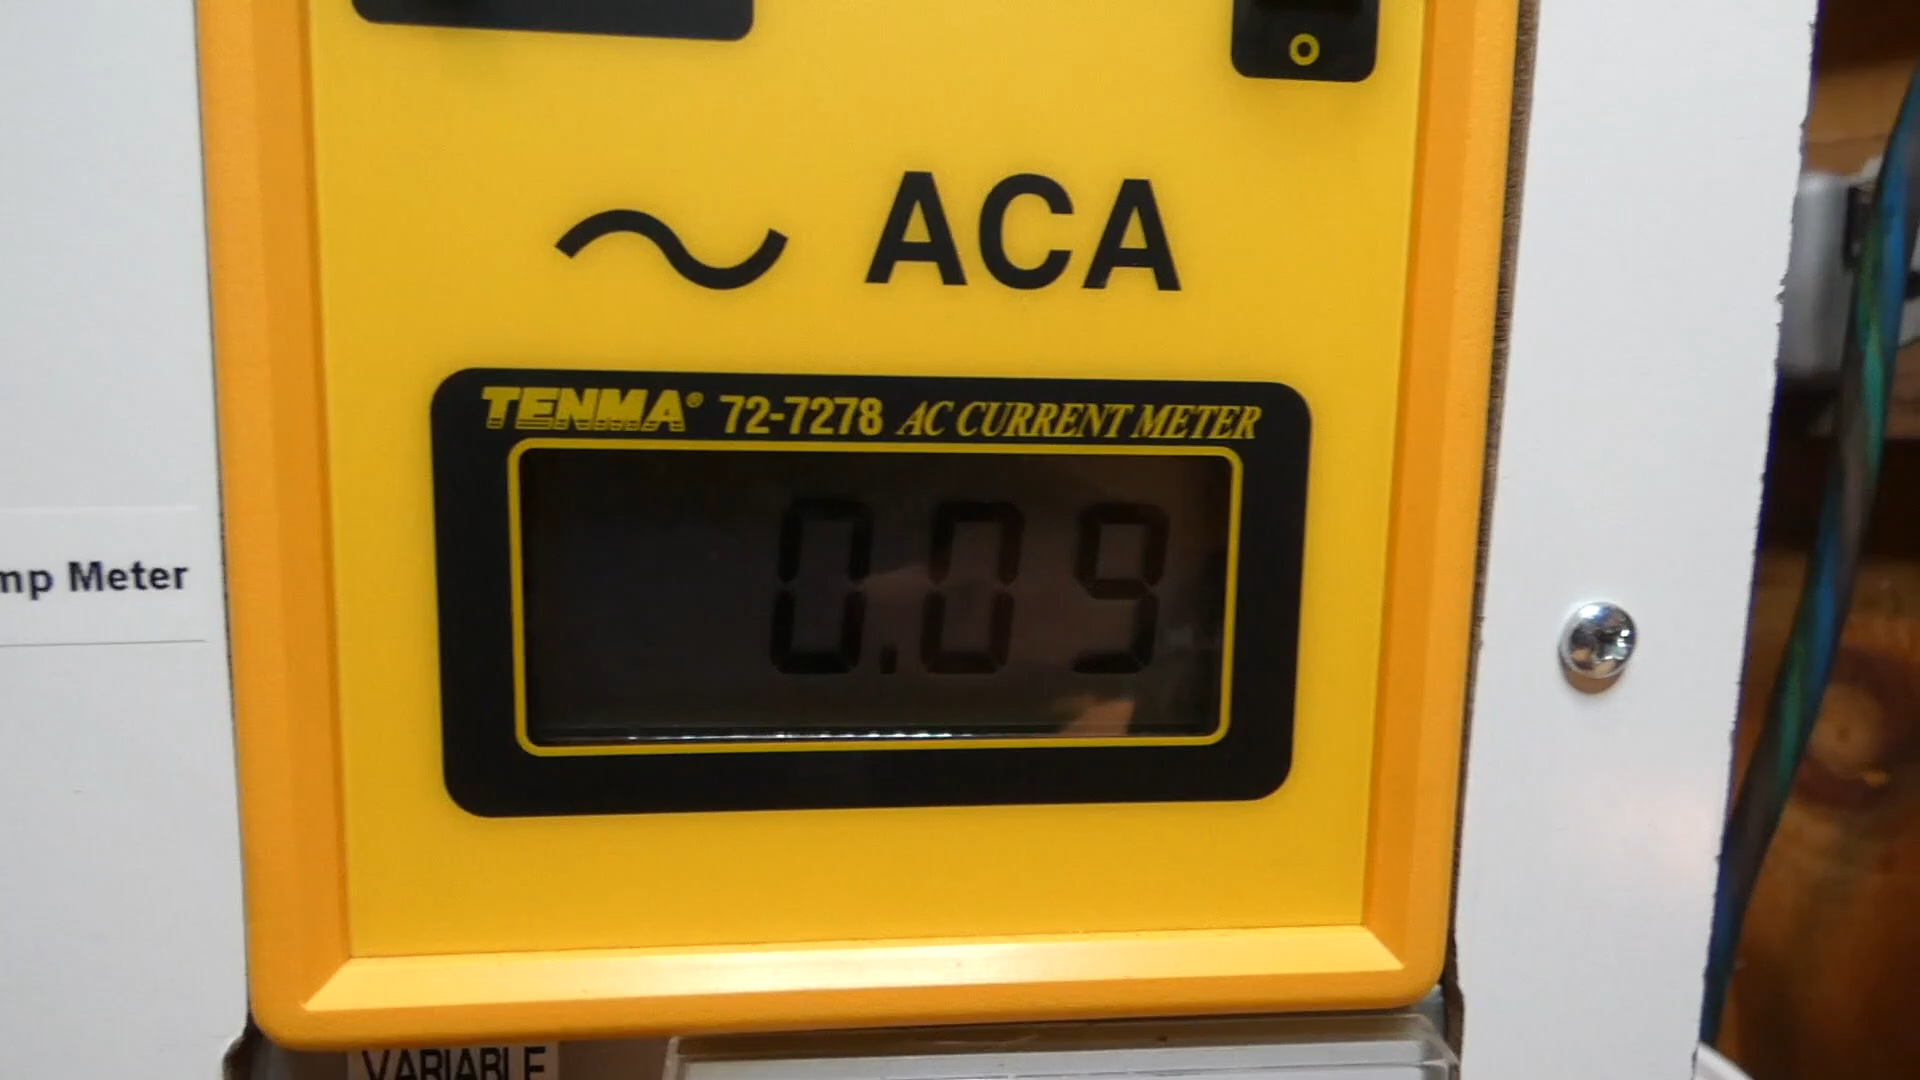 O
~ ACA
TENMA® 72-7278 AC CURRENT METER
0.09
mp Meter
VARIABLE